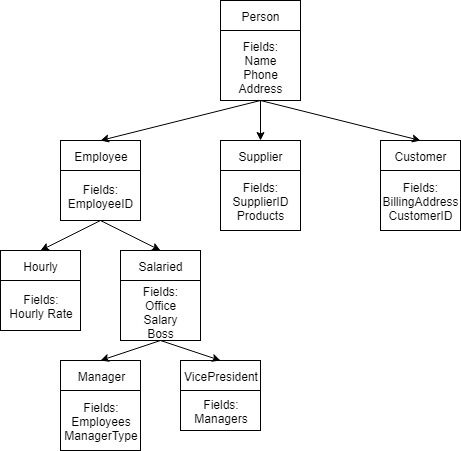 Person
Fields:
Name
Phone
Address
Employee
Fields:
EmployeeID
Supplier
Fields:
SupplierID
Products
Customer
Fields:
BillingAddress
CustomerID
Hourly
Fields:
Hourly Rate
Salaried
Fields:
Office
Salary
Boss
Manager
Fields:
Employees
ManagerType
VicePresident
Fields:
Managers